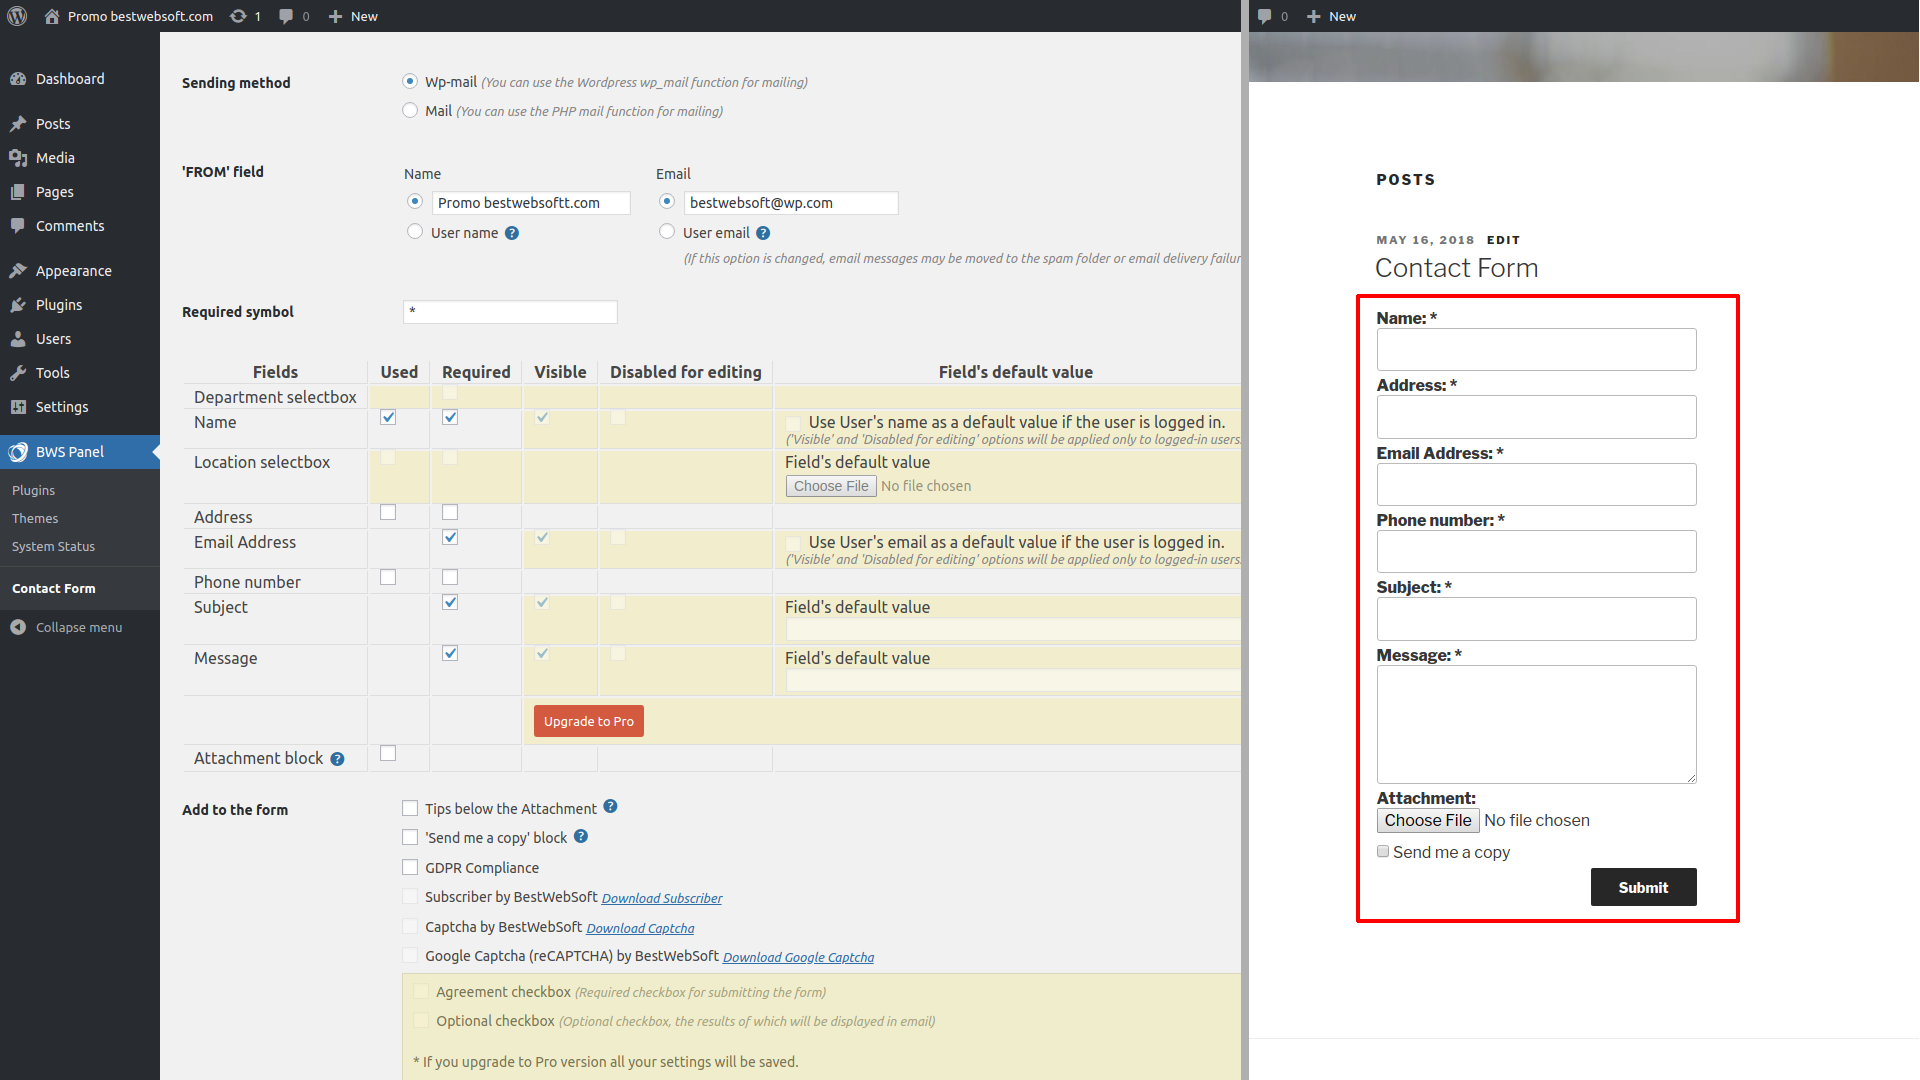 Promo bestwebsoft.com 1 0 New
Dashboard
Posts
Media
Pages
Comments
Appearance
Plugins
Users
Tools
Settings
BWS Panel
Plugins
Themes
System Status
Contact Form
Collapse menu
Sending method
Wp-mail (You can use the Wordpress wp_mail function for mailing)
Mail (You can use the PHP mail function for mailing)
'FROM' field
Name Email
Promo bestwebsoftt.com bestwebsoft@wp.com
User name ? User email ?
(If this option is changed, email messages may be moved to the spam folder or email delivery failur
Required symbol *
Fields Used Required Visible Disabled for editing Field's default value
Department selectbox
Name Use User's name as a default value if the user is logged in.
('Visible' and 'Disabled for editing' options will be applied only to logged-in users.
Location selectbox Field's default value
Choose File No file chosen
Address
Email Address Use User's email as a default value if the user is logged in.
('Visible' and 'Disabled for editing' options will be applied only to logged-in users.
Phone number
Subject Field's default value
Message Field's default value
Upgrade to Pro
Attachment block ?
Add to the form
Tips below the Attachment ?
'Send me a copy' block ?
GDPR Compliance
Subscriber by BestWebSoft Download Subscriber
Captcha by BestWebSoft Download Captcha
Google Captcha (reCAPTCHA) by BestWebSoft Download Google Captcha
Agreement checkbox (Required checkbox for submitting the form)
Optional checkbox (Optional checkbox, the results of which will be displayed in email)
* If you upgrade to Pro version all your settings will be saved.
0 New
POSTS
MAY 16, 2018 EDIT
Contact Form
Name: *
Address: *
Email Address: *
Phone number: *
Subject: *
Message: *
Attachment:
Choose File No file chosen
Send me a copy
Submit